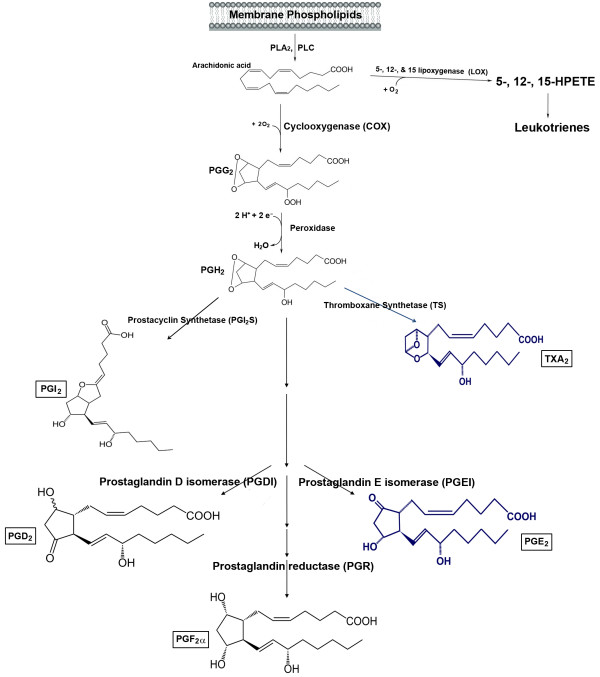 Membrane Phospholipids
PLA₂, PLC
Arachidonic acid
COOH
5-, 12-, & 15 lipoxygenase (LOX)
+ O₂
5-, 12-, 15-HPETE
Leukotrienes
+ 2O₂
Cyclooxygenase (COX)
PGG₂
O
O
COOH
OOH
2 H⁺ + 2 e⁻
Peroxidase
H₂O
PGH₂
O
O
COOH
OH
Prostacyclin Synthetase (PGI₂S)
Thromboxane Synthetase (TS)
O
OH
PGI₂
O
HO
HO
O
O
COOH
OH
TXA₂
Prostaglandin D isomerase (PGDI)
Prostaglandin E isomerase (PGEI)
HO
COOH
PGD₂
O
OH
O
COOH
HO
OH
PGE₂
Prostaglandin reductase (PGR)
HO
COOH
PGF₂α
HO
OH